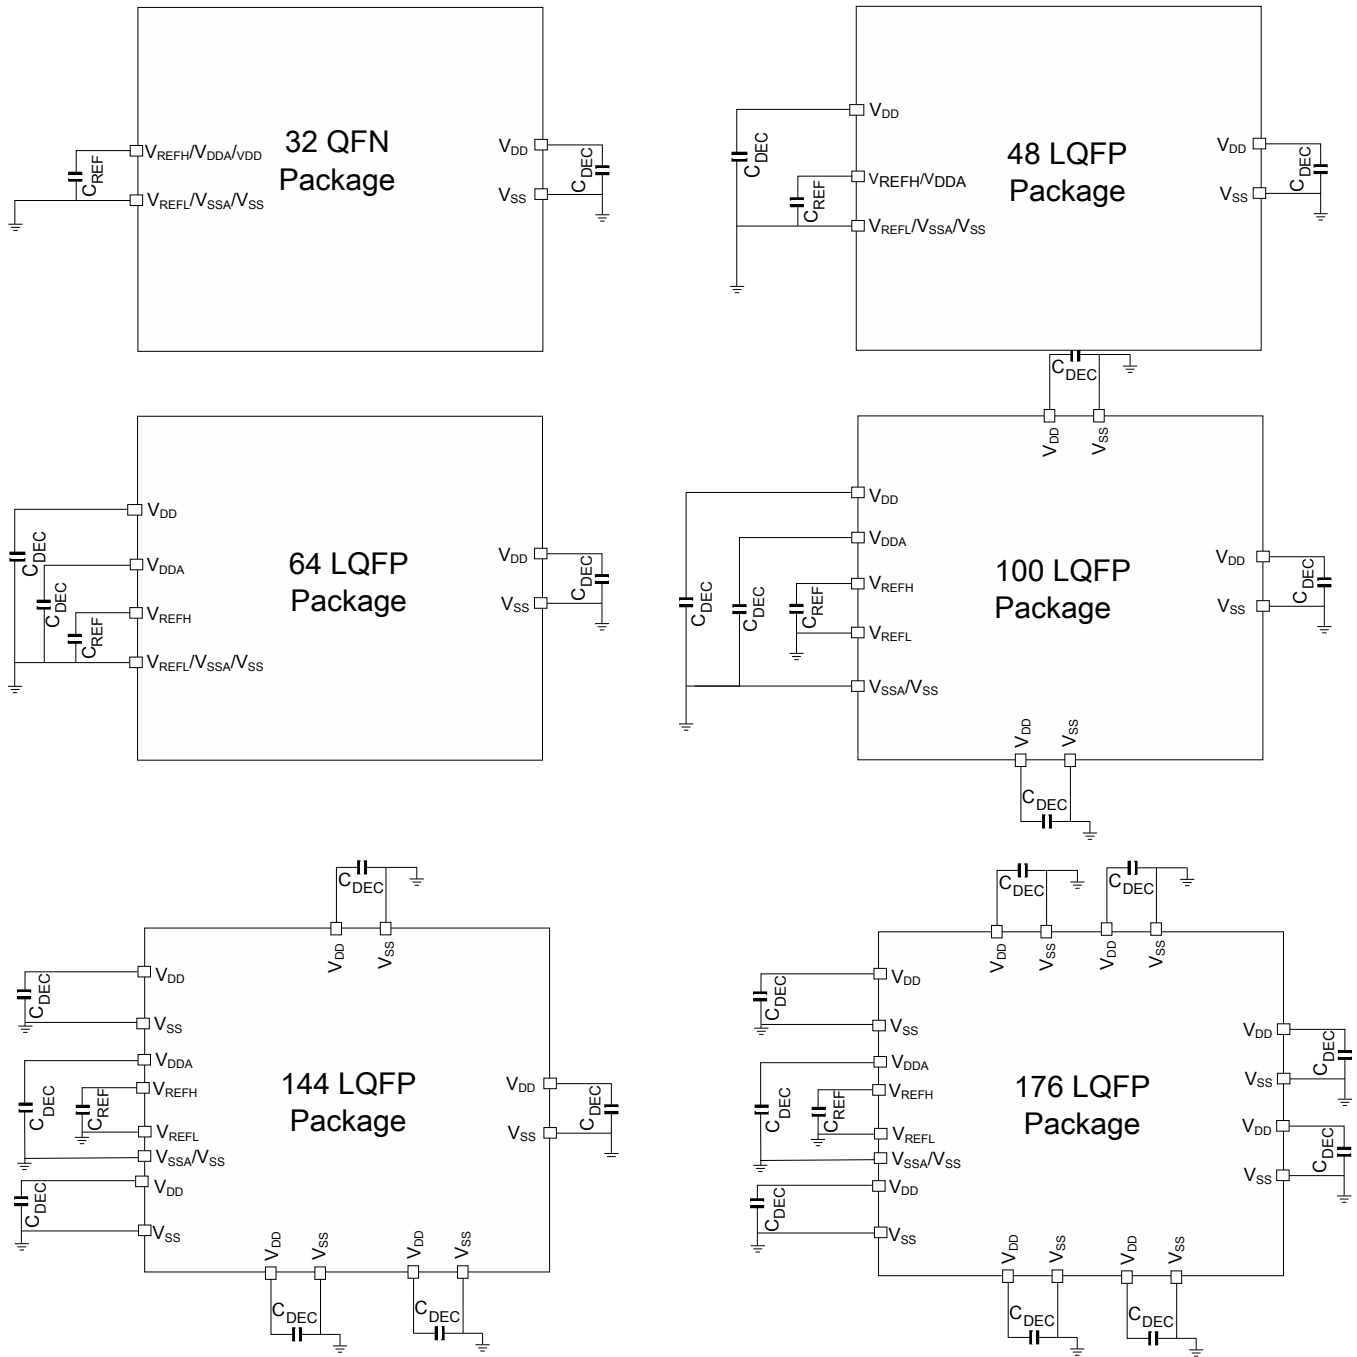 32 QFN
Package
VREFH/VDDA/VDD
CREF
VREFL/VSSA/VSS
VDD
CDEC
VSS
48 LQFP
Package
VDD
CDEC
VREFH/VDDA
CREF
VREFL/VSSA/VSS
VDD
CDEC
VSS
64 LQFP
Package
VDD
CDEC
VDDA
CDEC
VREFH
CREF
VREFL/VSSA/VSS
VDD
CDEC
VSS
CDEC
VDD
VSS
100 LQFP
Package
VDD
VDDA
VREFH
CDEC
CDEC
CREF
VREFL
VSSA/VSS
VDD
CDEC
VSS
VDD
VSS
CDEC
CDEC
VDD
VSS
144 LQFP
Package
VDD
CDEC
VSS
VDDA
VREFH
CDEC
CREF
VREFL
VSSA/VSS
VDD
CDEC
VSS
VDD
CDEC
VSS
VDD
VSS
VDD
VSS
CDEC
CDEC
CDEC
CDEC
VDD
VSS
VDD
VSS
176 LQFP
Package
VDD
CDEC
VSS
VDDA
VREFH
CDEC
CREF
VREFL
VSSA/VSS
VDD
CDEC
VSS
VDD
CDEC
VSS
VDD
CDEC
VSS
VDD
VSS
VDD
VSS
CDEC
CDEC